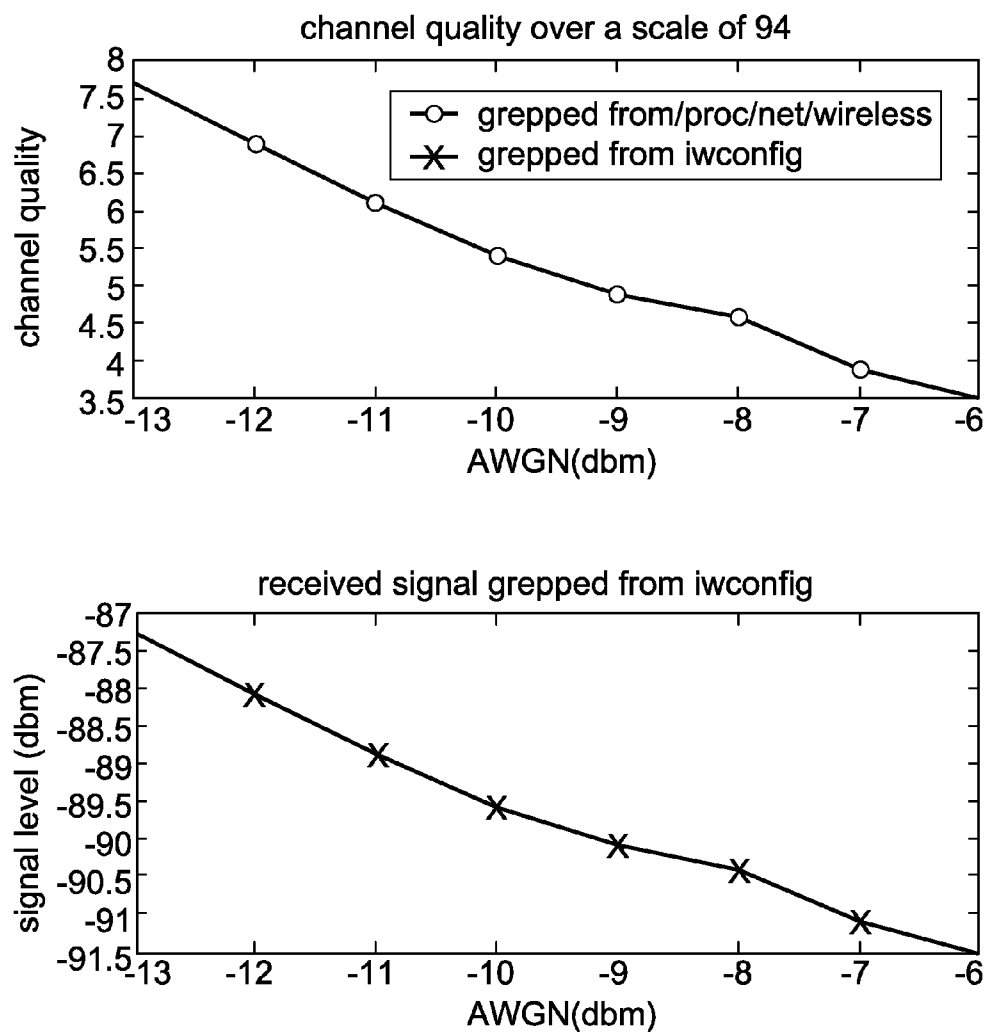 channel quality over a scale of 94
8
7.5
7
6.5
6
5.5
5
4.5
4
3.5
channel quality
grepped from/proc/net/wireless
grepped from iwconfig
-13 -12 -11 -10 -9 -8 -7 -6
AWGN(dbm)
received signal grepped from iwconfig
-87
-87.5
-88
-88.5
-89
-89.5
-90
-90.5
-91
-91.5
signal level (dbm)
-13 -12 -11 -10 -9 -8 -7 -6
AWGN(dbm)